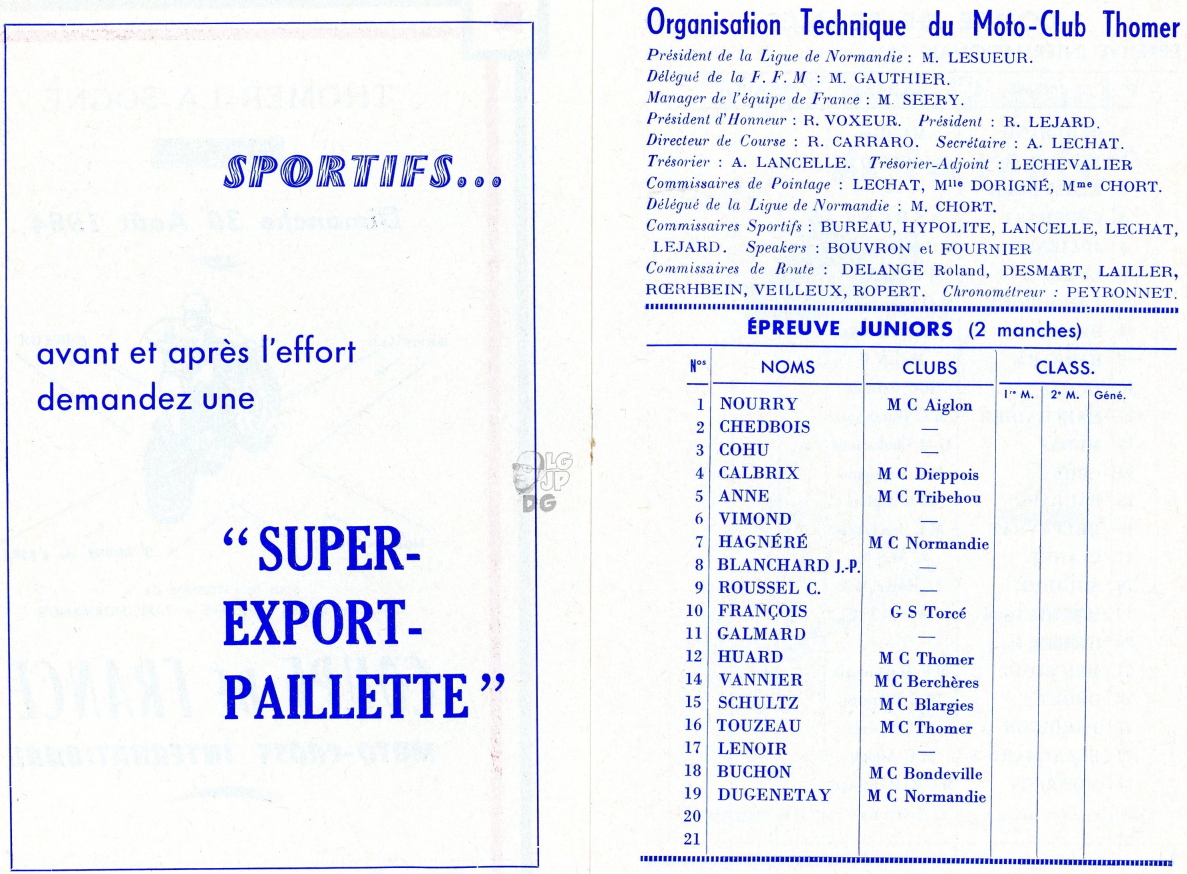 SPORTIFS...
avant et après l'effort
demandez une
“ SUPER-
EXPORT-
PAILLETTE ”
LG
JP
DG
Organisation Technique du Moto-Club Thomer
Président de la Ligue de Normandie : M. LESUEUR.
Délégué de la F. F. M : M. GAUTHIER.
Manager de l'équipe de France : M. SEERY.
Président d'Honneur : R. VOXEUR. Président : R. LEJARD.
Directeur de Course : R. CARRARO. Secrétaire : A. LECHAT.
Trésorier : A. LANCELLE. Trésorier-Adjoint : LECHEVALIER
Commissaires de Pointage : LECHAT, Mlle DORIGNÉ, Mme CHORT.
Délégué de la Ligue de Normandie : M. CHORT.
Commissaires Sportifs : BUREAU, HYPOLITE, LANCELLE, LECHAT,
LEJARD. Speakers : BOUVRON et FOURNIER
Commissaires de Route : DELANGE Roland, DESMART, LAILLER,
RŒRHBEIN, VEILLEUX, ROPERT. Chronométreur : PEYRONNET.
ÉPREUVE JUNIORS (2 manches)
Nos NOMS CLUBS CLASS.
1re M. 2e M. Géné.
1 NOURRY M C Aiglon
2 CHEDBOIS —
3 COHU —
4 CALBRIX M C Dieppois
5 ANNE M C Tribehou
6 VIMOND —
7 HAGNÉRÉ M C Normandie
8 BLANCHARD J.-P. —
9 ROUSSEL C. —
10 FRANÇOIS G S Torcé
11 GALMARD —
12 HUARD M C Thomer
14 VANNIER M C Berchères
15 SCHULTZ M C Blargies
16 TOUZEAU M C Thomer
17 LENOIR —
18 BUCHON M C Bondeville
19 DUGENETAY M C Normandie
20
21